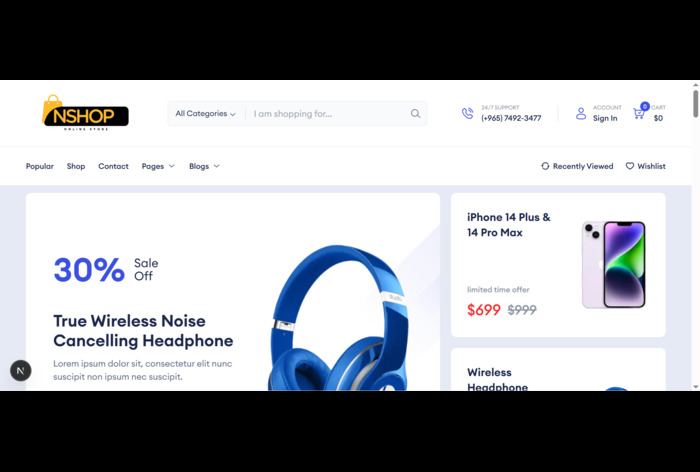 NSHOP
ONLINE STORE
All Categories
I am shopping for...
24/7 SUPPORT
(+965) 7492-3477
ACCOUNT
Sign In
0
CART
$0
Popular
Shop
Contact
Pages
Blogs
Recently Viewed
Wishlist
30%
Sale
Off
True Wireless Noise
Cancelling Headphone
Lorem ipsum dolor sit, consectetur elit nunc
suscipit non ipsum nec suscipit.
iPhone 14 Plus &
14 Pro Max
limited time offer
$699 $999
Wireless
Headphone
N